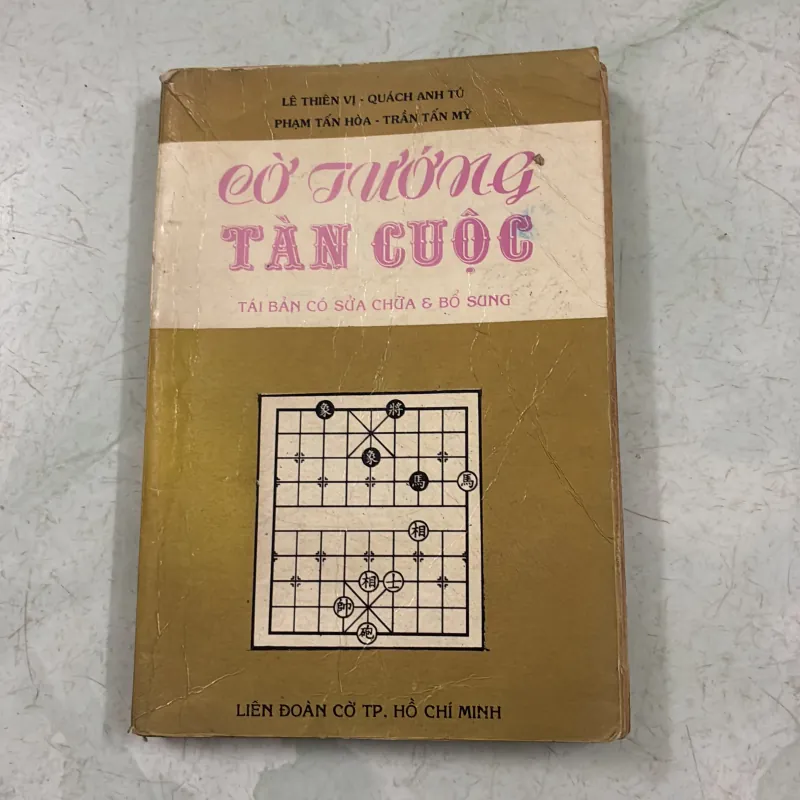 LÊ THIÊN VỊ - QUÁCH ANH TÚ
PHẠM TẤN HÒA - TRẦN TẤN MỸ
CỜ TƯỚNG
TÀN CUỘC
TÁI BẢN CÓ SỬA CHỮA & BỔ SUNG
象 將
象
馬 馬
相
相 士
帥
砲
LIÊN ĐOÀN CỜ TP. HỒ CHÍ MINH